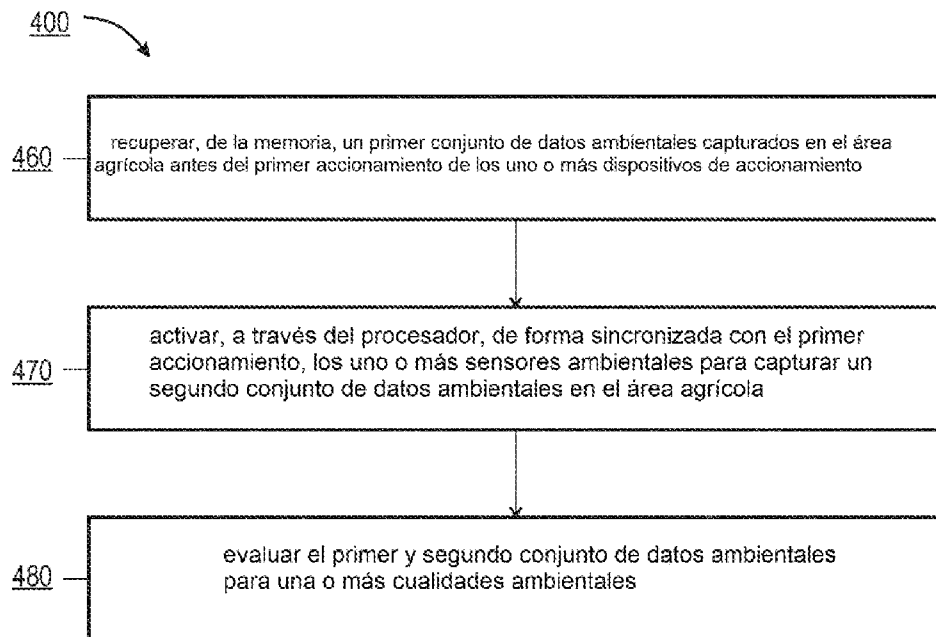 400
460
recuperar, de la memoria, un primer conjunto de datos ambientales capturados en el área
agrícola antes del primer accionamiento de los uno o más dispositivos de accionamiento
470
activar, a través del procesador, de forma sincronizada con el primer
accionamiento, los uno o más sensores ambientales para capturar un
segundo conjunto de datos ambientales en el área agrícola
480
evaluar el primer y segundo conjunto de datos ambientales
para una o más cualidades ambientales